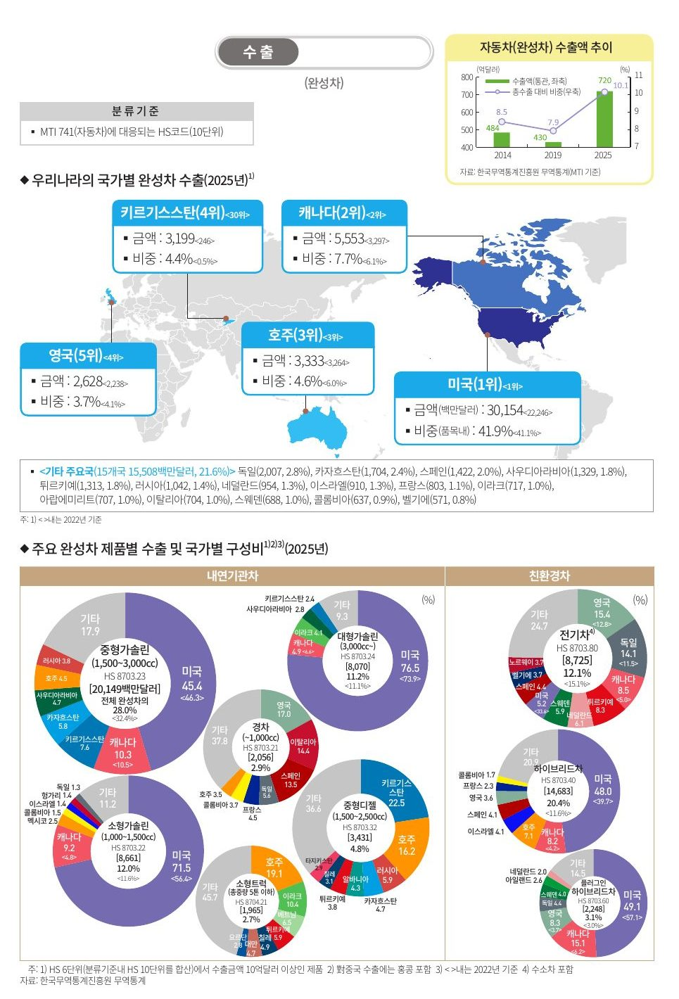 수 출
(완성차)
분 류 기 준
▪ MTI 741(자동차)에 대응되는 HS코드(10단위)
자동차(완성차) 수출액 추이
(억달러)
(%)
수출액(통관, 좌축)
총수출 대비 비중(우축)
800
700
600
500
400
11
10
9
8
7
484
430
720
8.5
7.9
10.1
2014
2019
2025
자료: 한국무역통계진흥원 무역통계(MTI 기준)
◆ 우리나라의 국가별 완성차 수출(2025년)1)
키르기스스탄(4위)<30위>
▪ 금액 : 3,199<246>
▪ 비중 : 4.4%<0.5%>
캐나다(2위)<2위>
▪ 금액 : 5,553<3,297>
▪ 비중 : 7.7%<6.1%>
영국(5위)<4위>
▪ 금액 : 2,628<2,238>
▪ 비중 : 3.7%<4.1%>
호주(3위)<3위>
▪ 금액 : 3,333<3,264>
▪ 비중 : 4.6%<6.0%>
미국(1위)<1위>
▪ 금액(백만달러) : 30,154<22,246>
▪ 비중(품목내) : 41.9%<41.1%>
▪ <기타 주요국(15개국 15,508백만달러, 21.6%)> 독일(2,007, 2.8%), 카자흐스탄(1,704, 2.4%), 스페인(1,422, 2.0%), 사우디아라비아(1,329, 1.8%),
튀르키예(1,313, 1.8%), 러시아(1,042, 1.4%), 네덜란드(954, 1.3%), 이스라엘(910, 1.3%), 프랑스(803, 1.1%), 이라크(717, 1.0%),
아랍에미리트(707, 1.0%), 이탈리아(704, 1.0%), 스웨덴(688, 1.0%), 콜롬비아(637, 0.9%), 벨기에(571, 0.8%)
주: 1) < >내는 2022년 기준
◆ 주요 완성차 제품별 수출 및 국가별 구성비1)2)3)(2025년)
내연기관차
친환경차
(%)
(%)
중형가솔린
(1,500~3,000cc)
HS 8703.23
[20,149백만달러]
전체 완성차의
28.0%
<32.4%>
미국
45.4
<46.3>
캐나다
10.3
<10.5>
키르기스스탄
7.6
카자흐스탄
5.8
사우디아라비아
4.7
호주 4.5
러시아 3.8
기타
17.9
대형가솔린
(3,000cc~)
HS 8703.24
[8,070]
11.2%
<11.1%>
미국
76.5
<73.9>
캐나다
4.9 <6.6>
이라크 4.1
사우디아라비아 2.8
키르기스스탄 2.4
기타
9.3
경차
(~1,000cc)
HS 8703.21
[2,056]
2.9%
영국
17.0
이탈리아
14.4
스페인
13.5
독일
5.6
프랑스
4.5
콜롬비아 3.7
호주 3.5
기타
37.8
소형가솔린
(1,000~1,500cc)
HS 8703.22
[8,661]
12.0%
<11.6%>
미국
71.5
<56.4>
캐나다
9.2
<4.8>
멕시코 2.5
콜롬비아 1.5
이스라엘 1.4
헝가리 1.4
독일 1.3
기타
11.2
중형디젤
(1,500~2,500cc)
HS 8703.32
[3,431]
4.8%
키르기스
스탄
22.5
호주
16.2
러시아
5.9
카자흐스탄
4.7
알바니아
4.3
튀르키예
3.8
칠레
3.1
타지키스탄
2.9
기타
36.6
소형트럭
(총중량 5톤 이하)
HS 8704.21
[1,965]
2.7%
호주
19.1
이라크
10.4
베트남
6.5
튀르키예
5.9
칠레
4.9
대만
4.7
요르단
2.8
기타
45.7
전기차4)
HS 8703.80
[8,725]
12.1%
<15.1%>
영국
15.4
<12.8>
독일
14.1
<11.5>
캐나다
8.5
<5.0>
튀르키예
8.3
네덜란드
6.1
스웨덴
5.9
미국
5.2
<33.6>
스페인 4.4
벨기에 3.7
노르웨이 3.7
기타
24.7
하이브리드차
HS 8703.40
[14,683]
20.4%
<11.6%>
미국
48.0
<39.7>
캐나다
8.2
<4.2>
호주
7.1
이스라엘 4.1
스페인 4.1
영국 3.6
프랑스 2.3
콜롬비아 1.7
기타
20.9
플러그인
하이브리드차
HS 8703.60
[2,248]
3.1%
<3.0%>
미국
49.1
<57.1>
캐나다
15.1
<6.2>
영국
8.3
<3.7>
독일 4.4
스웨덴 4.0
아일랜드 2.6
네덜란드 2.0
기타
14.5
주: 1) HS 6단위(분류기준내 HS 10단위를 합산)에서 수출금액 10억달러 이상인 제품 2) 對중국 수출에는 홍콩 포함 3) < >내는 2022년 기준 4) 수소차 포함
자료: 한국무역통계진흥원 무역통계